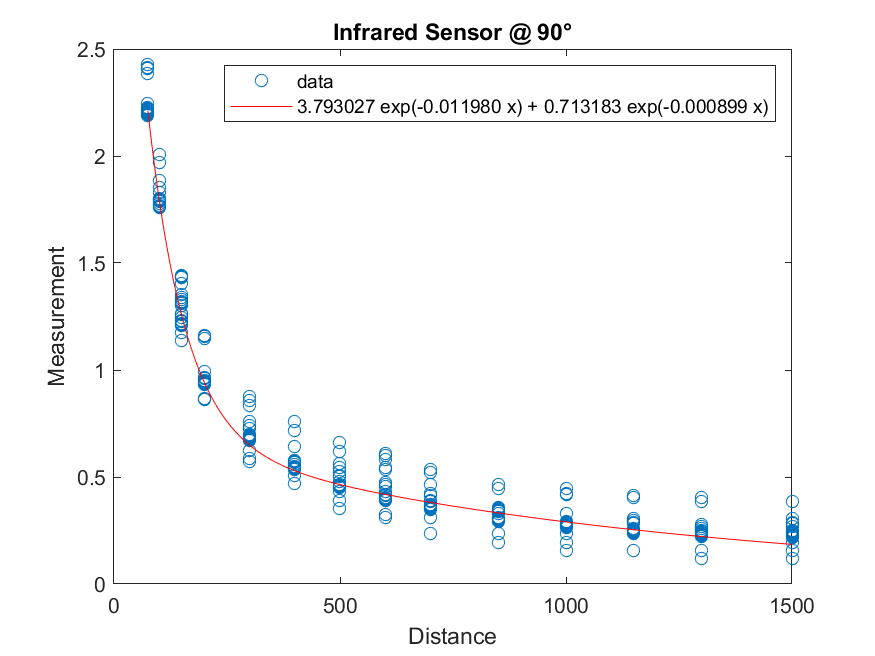 Infrared Sensor @ 90°
data
3.793027 exp(-0.011980 x) + 0.713183 exp(-0.000899 x)
2.5
2
1.5
1
0.5
0
Measurement
0
500
1000
1500
Distance